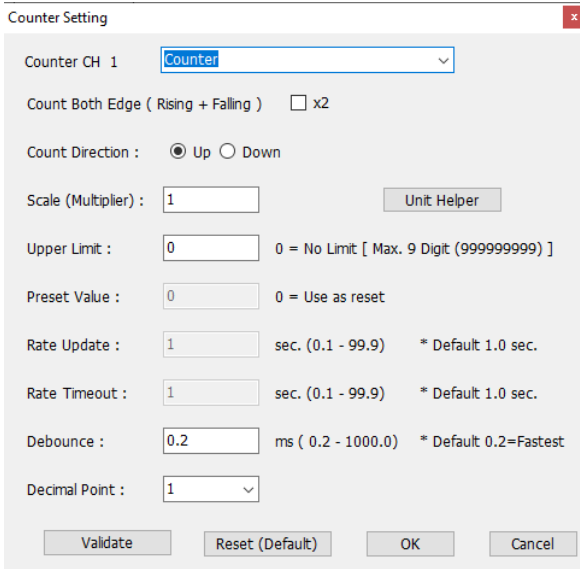 Counter Setting
x
Counter CH 1 Counter
Count Both Edge ( Rising + Falling ) x2
Count Direction : Up Down
Scale (Multiplier) : 1 Unit Helper
Upper Limit : 0 0 = No Limit [ Max. 9 Digit (999999999) ]
Preset Value : 0 0 = Use as reset
Rate Update : 1 sec. (0.1 - 99.9) * Default 1.0 sec.
Rate Timeout : 1 sec. (0.1 - 99.9) * Default 1.0 sec.
Debounce : 0.2 ms ( 0.2 - 1000.0) * Default 0.2=Fastest
Decimal Point : 1
Validate Reset (Default) OK Cancel